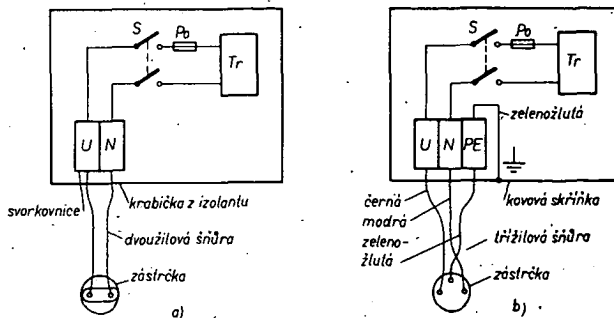 S
Po
Tr
U N
svorkovnice
krabička z izolantu
dvoužilová šňůra
zástrčka
a)
S
Po
Tr
zelenožlutá
U N PE
černá
modrá
zeleno-
žlutá
kovová skříňka
třížilová šňůra
zástrčka
b)